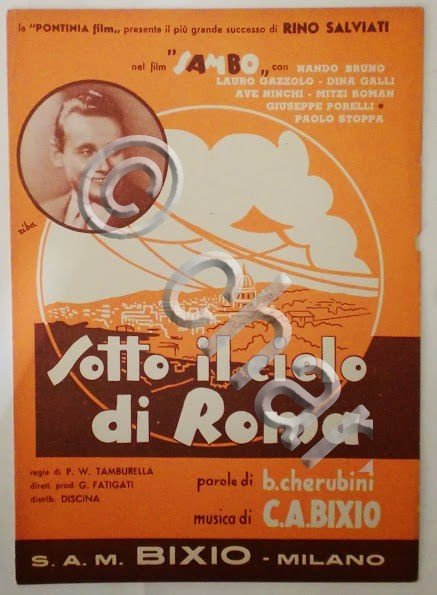 la "PONTINIA film„ presenta il più grande successo di RINO SALVIATI
nel film "SAMBO„ con NANDO BRUNO
LAURO GAZZOLO - DINA GALLI
AVE NINCHI - MITZI ROMAN
GIUSEPPE PORELLI e
PAOLO STOPPA
riba
Sotto il cielo
di Roma
regia di P. W. TAMBURELLA
dirett. prod. G. FATIGATI
distrib. DISCINA
parole di b.cherubini
musica di C.A.BIXIO
S. A. M. BIXIO - MILANO